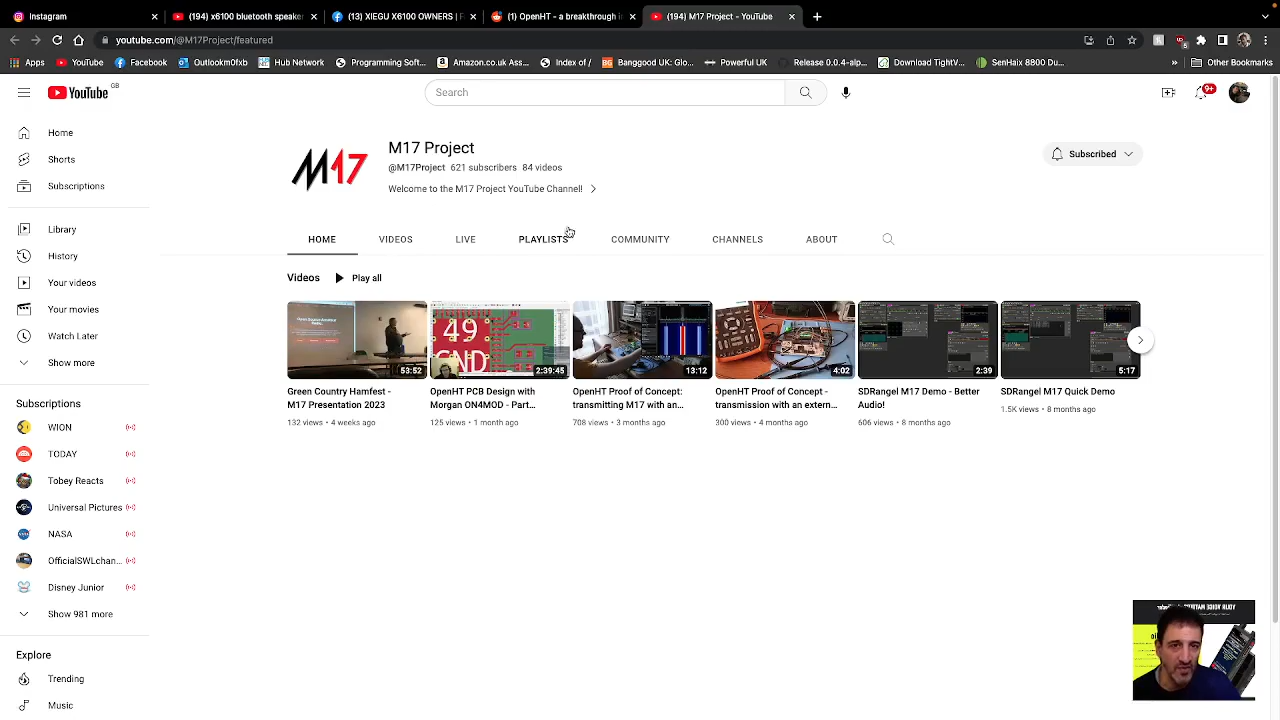 Instagram
(194) x6100 bluetooth speake
(13) XIEGU X6100 OWNERS | F
(1) OpenHT - a breakthrough in
(194) M17 Project - YouTube
youtube.com/@M17Project/featured
Apps
YouTube
Facebook
Outlookm0fxb
Hub Network
Programming Sof...
Amazon.co.uk Ass...
Index of /
Banggood UK: Glo...
Powerful UK
Release 0.0.4-alp...
Download TightV...
SenHaix 8800 Du...
»
Other Bookmarks
YouTube GB
Search
9+
Home
Shorts
Subscriptions
Library
History
Your videos
Your movies
Watch Later
Show more
Subscriptions
WION
TODAY
Tobey Reacts
Universal Pictures
NASA
OfficialSWLchan...
Disney Junior
Show 981 more
Explore
Trending
Music
M17
M17 Project
@M17Project 621 subscribers 84 videos
Welcome to the M17 Project YouTube Channel!
Subscribed
HOME
VIDEOS
LIVE
PLAYLISTS
COMMUNITY
CHANNELS
ABOUT
Videos
Play all
53:52
Green Country Hamfest -
M17 Presentation 2023
132 views • 4 weeks ago
49
GND
2:39:45
OpenHT PCB Design with
Morgan ON4MOD - Part...
125 views • 1 month ago
13:12
OpenHT Proof of Concept:
transmitting M17 with an...
708 views • 3 months ago
4:02
OpenHT Proof of Concept -
transmission with an extern...
300 views • 4 months ago
2:39
SDRangel M17 Demo - Better
Audio!
606 views • 8 months ago
5:17
SDRangel M17 Quick Demo
1.5K views • 8 months ago